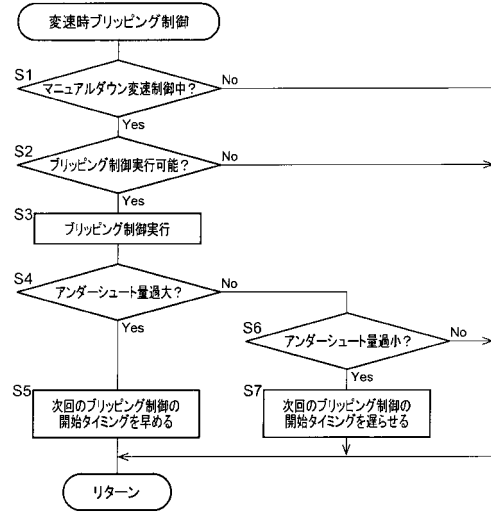 変速時ブリッピング制御
S1
マニュアルダウン変速制御中？
No
Yes
S2
ブリッピング制御実行可能？
No
Yes
S3
ブリッピング制御実行
S4
アンダーシュート量過大？
No
Yes
S6
アンダーシュート量過小？
No
Yes
S5
次回のブリッピング制御の
開始タイミングを早める
S7
次回のブリッピング制御の
開始タイミングを遅らせる
リターン